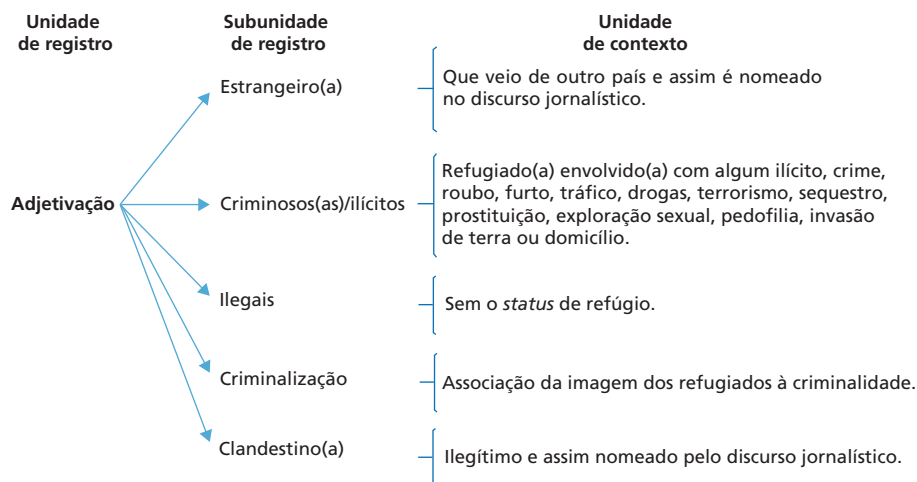 Unidade
de registro
Subunidade
de registro
Unidade
de contexto
Adjetivação
Estrangeiro(a)
Que veio de outro país e assim é nomeado
no discurso jornalístico.
Criminosos(as)/ilícitos
Refugiado(a) envolvido(a) com algum ilícito, crime,
roubo, furto, tráfico, drogas, terrorismo, sequestro,
prostituição, exploração sexual, pedofilia, invasão
de terra ou domicílio.
Ilegais
Sem o status de refúgio.
Criminalização
Associação da imagem dos refugiados à criminalidade.
Clandestino(a)
Ilegítimo e assim nomeado pelo discurso jornalístico.